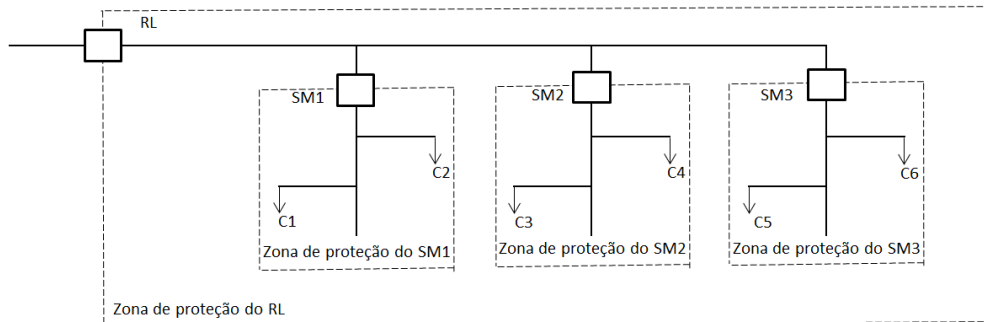 RL
SM1
SM2
SM3
C2
C4
C6
C1
C3
C5
Zona de proteção do SM1
Zona de proteção do SM2
Zona de proteção do SM3
Zona de proteção do RL